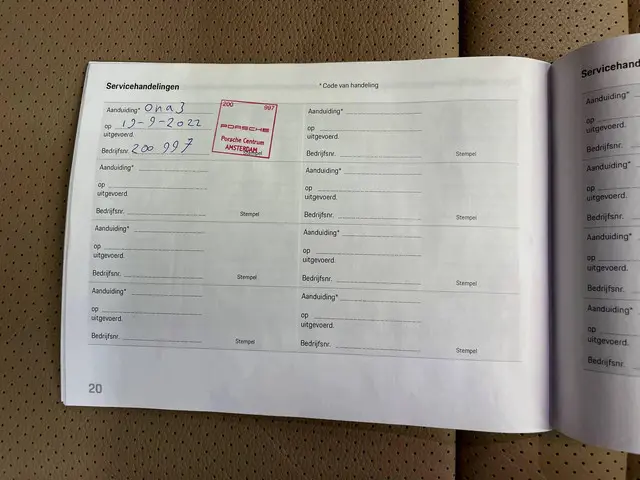 Servicehandelingen
* Code van handeling
Aanduiding* ona3
op 19-9-2022
uitgevoerd.
Bedrijfsnr. 200 997
200 997
PORSCHE
Porsche Centrum
AMSTERDAM
Stempel
Aanduiding*
op
uitgevoerd.
Bedrijfsnr.
Stempel
Aanduiding*
op
uitgevoerd.
Bedrijfsnr.
Stempel
Aanduiding*
op
uitgevoerd.
Bedrijfsnr.
Stempel
Aanduiding*
op
uitgevoerd.
Bedrijfsnr.
Stempel
Aanduiding*
op
uitgevoerd.
Bedrijfsnr.
Stempel
Aanduiding*
op
uitgevoerd.
Bedrijfsnr.
Stempel
Aanduiding*
op
uitgevoerd.
Bedrijfsnr.
Stempel
20
Servicehand
Aanduiding*
op
uitgevoerd.
Bedrijfsnr.
Aanduiding*
op
uitgevoerd.
Bedrijfsnr.
Aanduiding*
op
uitgevoerd.
Bedrijfsnr.
Aanduiding*
op
uitgevoerd.
Bedrijfsnr.